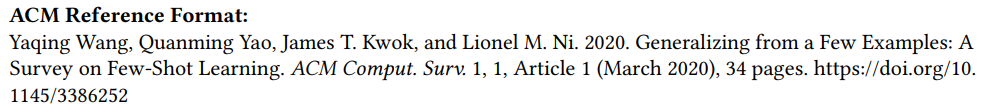 ACM Reference Format:
Yaqing Wang, Quanming Yao, James T. Kwok, and Lionel M. Ni. 2020. Generalizing from a Few Examples: A
Survey on Few-Shot Learning. ACM Comput. Surv. 1, 1, Article 1 (March 2020), 34 pages. https://doi.org/10.
1145/3386252